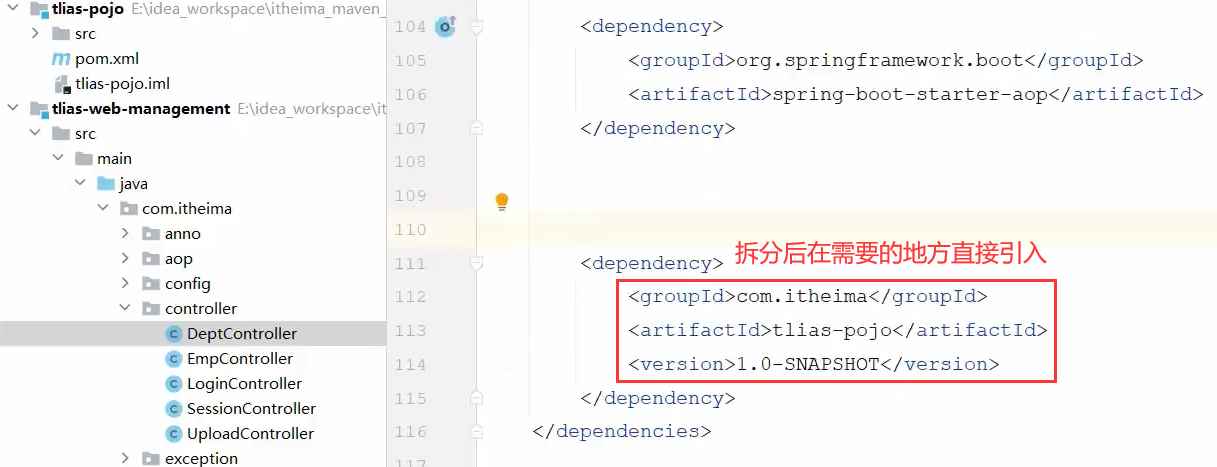 tlias-pojo E:\idea_workspace\itheima_maven_
src
pom.xml
tlias-pojo.iml
tlias-web-management E:\idea_workspace\it
src
main
java
com.itheima
anno
aop
config
controller
DeptController
EmpController
LoginController
SessionController
UploadController
exception
104 <dependency>
105 <groupId>org.springframework.boot</groupId>
106 <artifactId>spring-boot-starter-aop</artifactId>
107 </dependency>
108
109
110
拆分后在需要的地方直接引入
111 <dependency>
112 <groupId>com.itheima</groupId>
113 <artifactId>tlias-pojo</artifactId>
114 <version>1.0-SNAPSHOT</version>
115 </dependency>
116 </dependencies>
117